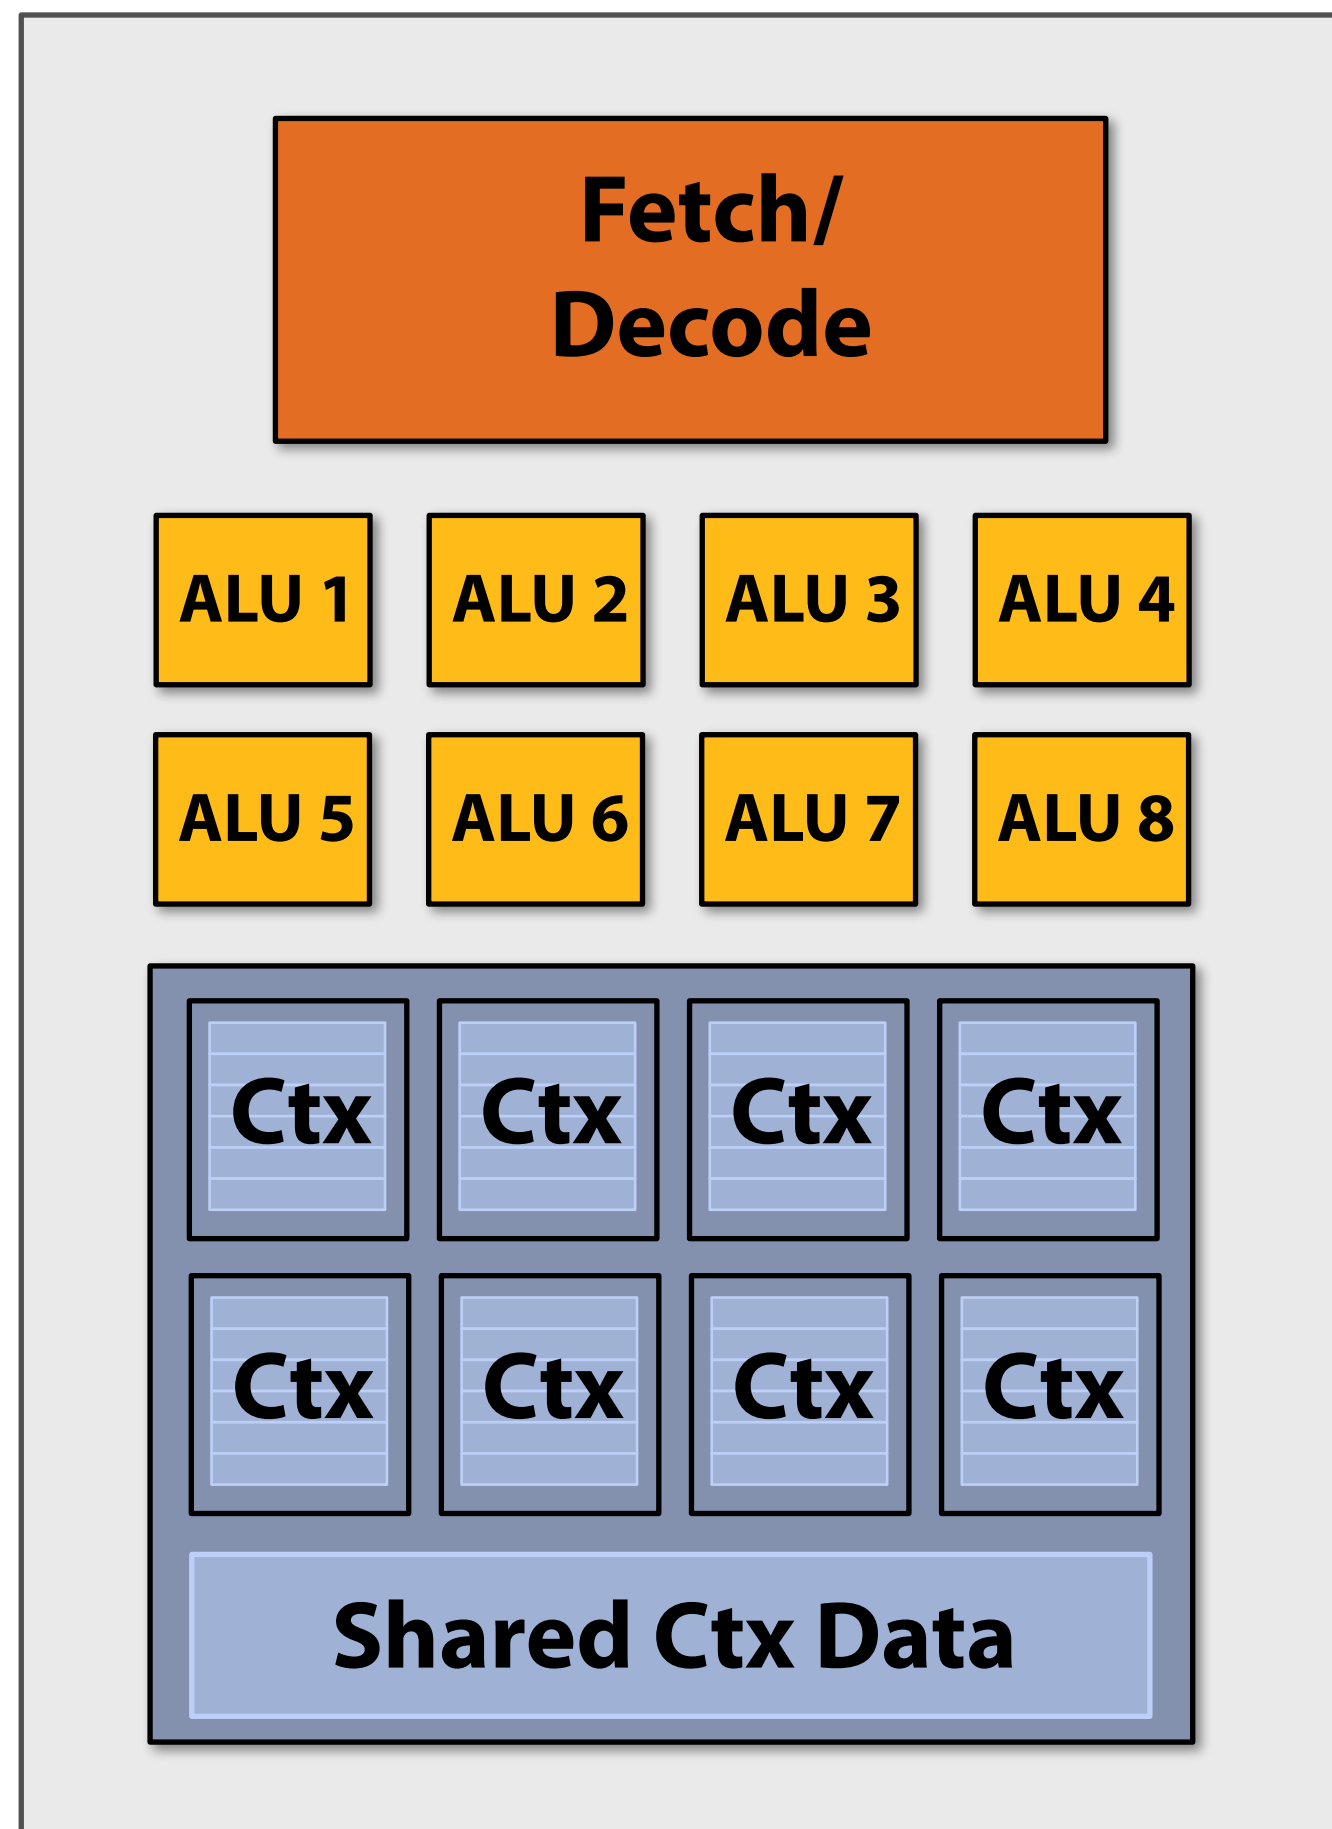 Fetch/
Decode
ALU 1 ALU 2 ALU 3 ALU 4
ALU 5 ALU 6 ALU 7 ALU 8
Ctx Ctx Ctx Ctx
Ctx Ctx Ctx Ctx
Shared Ctx Data